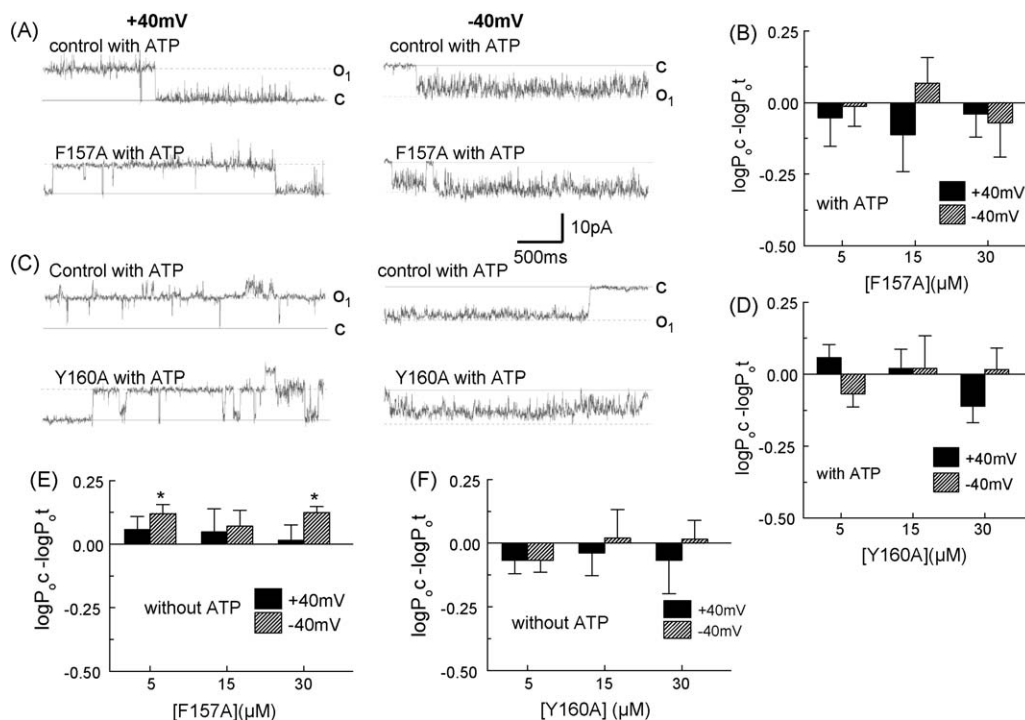 +40mV
-40mV
(A)
control with ATP
O1
C
control with ATP
C
O1
F157A with ATP
F157A with ATP
10pA
500ms
(B)
0.25
0.00
-0.25
-0.50
logPoc -logPot
with ATP
+40mV
-40mV
5 15 30
[F157A](µM)
(C)
Control with ATP
O1
C
control with ATP
C
O1
Y160A with ATP
Y160A with ATP
(D)
0.25
0.00
-0.25
-0.50
logPoc -logPot
with ATP
+40mV
-40mV
5 15 30
[Y160A](µM)
(E)
0.25
0.00
-0.25
-0.50
logPoc -logPot
* *
without ATP
+40mV
-40mV
5 15 30
[F157A](µM)
(F)
0.25
0.00
-0.25
-0.50
logPoc -logPot
without ATP
+40mV
-40mV
5 15 30
[Y160A] (µM)